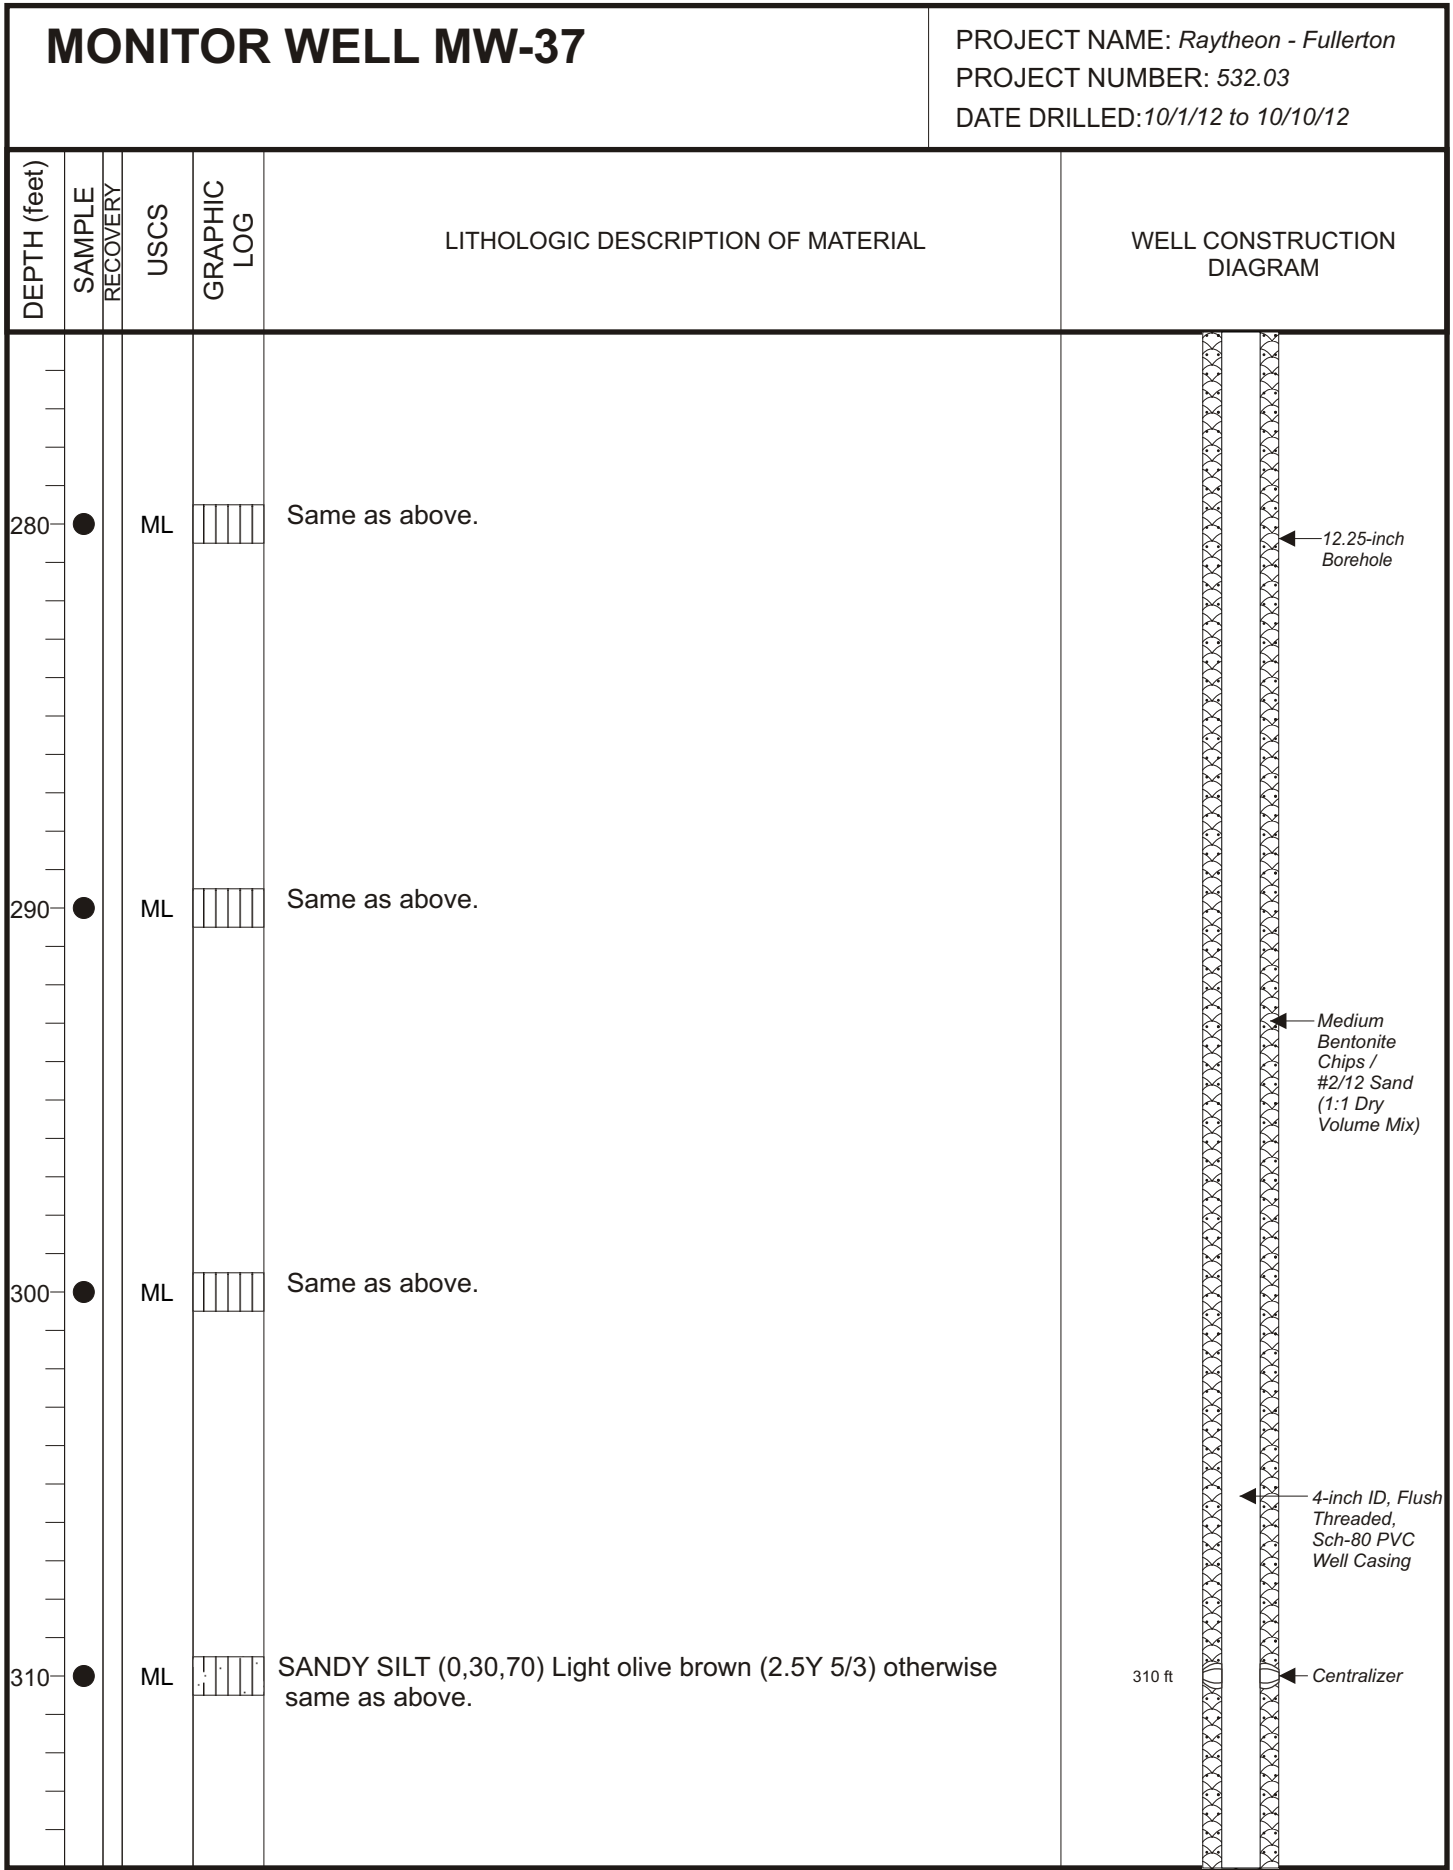 MONITOR WELL MW-37
PROJECT NAME: Raytheon - Fullerton
PROJECT NUMBER: 532.03
DATE DRILLED:10/1/12 to 10/10/12
DEPTH (feet)
SAMPLE
RECOVERY
USCS
GRAPHIC
LOG
LITHOLOGIC DESCRIPTION OF MATERIAL
WELL CONSTRUCTION
DIAGRAM
280 ML Same as above.
12.25-inch
Borehole
290 ML Same as above.
Medium
Bentonite
Chips /
#2/12 Sand
(1:1 Dry
Volume Mix)
300 ML Same as above.
4-inch ID, Flush
Threaded,
Sch-80 PVC
Well Casing
310 ML SANDY SILT (0,30,70) Light olive brown (2.5Y 5/3) otherwise
same as above.
310 ft Centralizer